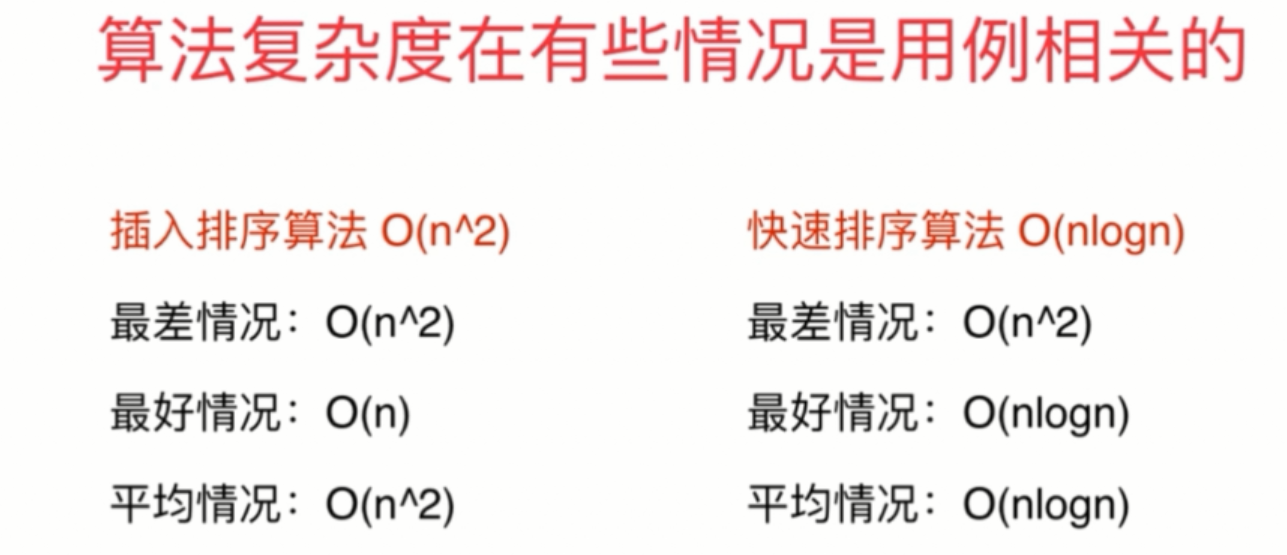 算法复杂度在有些情况是用例相关的
插入排序算法 O(n^2)
最差情况：O(n^2)
最好情况：O(n)
平均情况：O(n^2)
快速排序算法 O(nlogn)
最差情况：O(n^2)
最好情况：O(nlogn)
平均情况：O(nlogn)